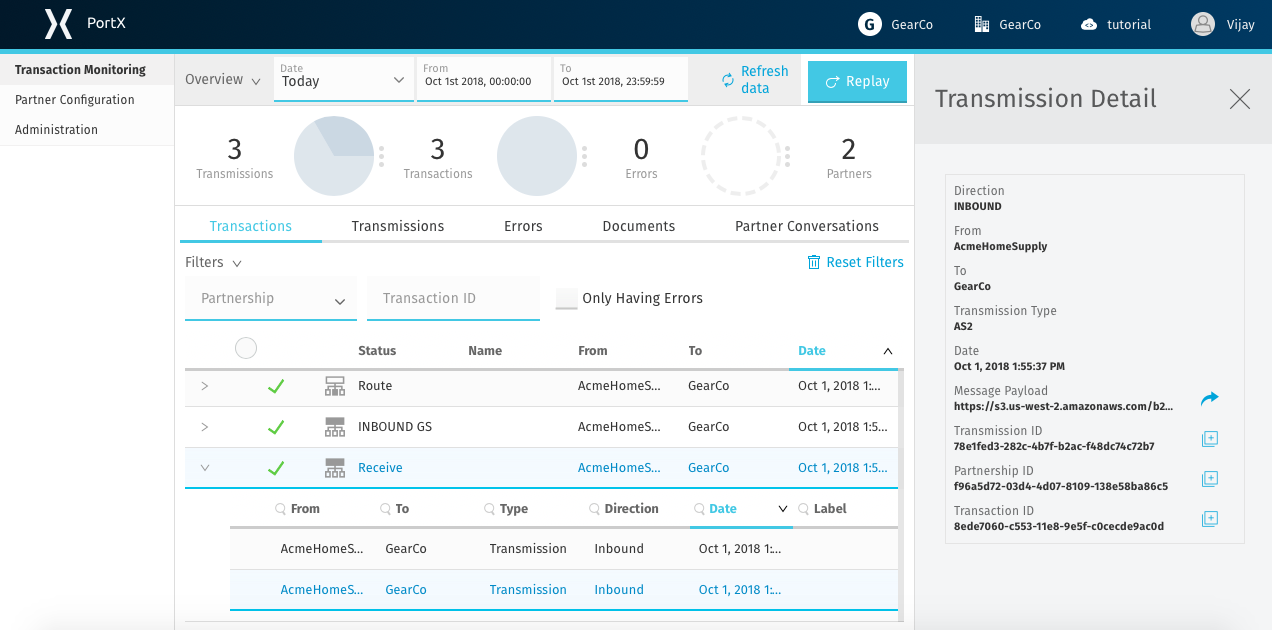 PortX
G GearCo
GearCo
tutorial
Vijay
Transaction Monitoring
Partner Configuration
Administration
Overview
Date
Today
From
Oct 1st 2018, 00:00:00
To
Oct 1st 2018, 23:59:59
Refresh
data
Replay
3
Transmissions
3
Transactions
0
Errors
2
Partners
Transactions Transmissions Errors Documents Partner Conversations
Filters
Reset Filters
Partnership
Transaction ID
Only Having Errors
Status Name From To Date
Route AcmeHomeS... GearCo Oct 1, 2018 1:...
INBOUND GS AcmeHomeS... GearCo Oct 1, 2018 1:5...
Receive AcmeHomeS... GearCo Oct 1, 2018 1:5...
From To Type Direction Date Label
AcmeHomeS... GearCo Transmission Inbound Oct 1, 2018 1:...
AcmeHomeS... GearCo Transmission Inbound Oct 1, 2018 1:...
Transmission Detail
Direction
INBOUND
From
AcmeHomeSupply
To
GearCo
Transmission Type
AS2
Date
Oct 1, 2018 1:55:37 PM
Message Payload
https://s3.us-west-2.amazonaws.com/b2...
Transmission ID
78e1fed3-282c-4b7f-b2ac-f48dc74c72b7
Partnership ID
f96a5d72-03d4-4d07-8109-138e58ba86c5
Transaction ID
8ede7060-c553-11e8-9e5f-c0cecde9ac0d